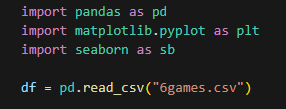 import pandas as pd
import matplotlib.pyplot as plt
import seaborn as sb
df = pd.read_csv("6games.csv")